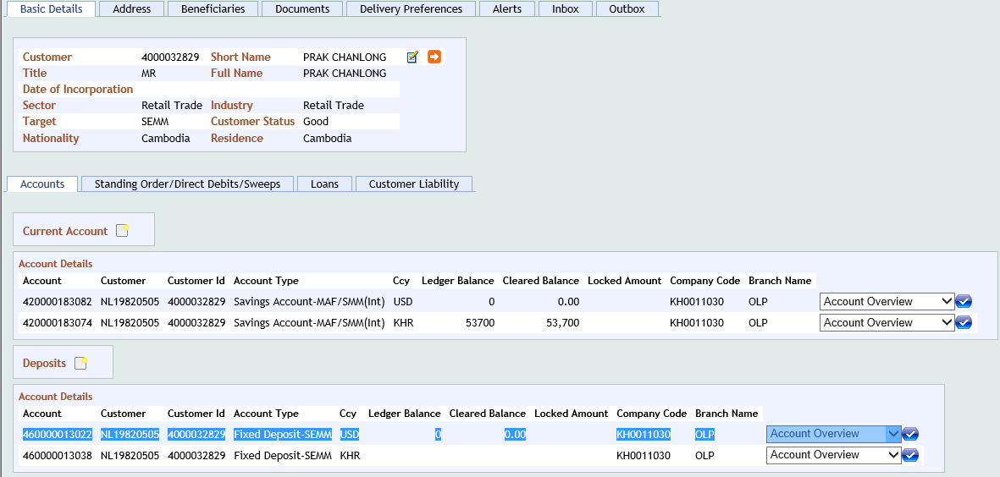 Basic Details Address Beneficiaries Documents Delivery Preferences Alerts Inbox Outbox
Customer 4000032829 Short Name PRAK CHANLONG
Title MR Full Name PRAK CHANLONG
Date of Incorporation
Sector Retail Trade Industry Retail Trade
Target SEMM Customer Status Good
Nationality Cambodia Residence Cambodia
Accounts Standing Order/Direct Debits/Sweeps Loans Customer Liability
Current Account
Account Details
Account Customer Customer Id Account Type Ccy Ledger Balance Cleared Balance Locked Amount Company Code Branch Name
420000183082 NL19820505 4000032829 Savings Account-MAF/SMM(Int) USD 0 0.00 KH0011030 OLP Account Overview
420000183074 NL19820505 4000032829 Savings Account-MAF/SMM(Int) KHR 53700 53,700 KH0011030 OLP Account Overview
Deposits
Account Details
Account Customer Customer Id Account Type Ccy Ledger Balance Cleared Balance Locked Amount Company Code Branch Name
460000013022 NL19820505 4000032829 Fixed Deposit-SEMM USD 0 0.00 KH0011030 OLP Account Overview
460000013038 NL19820505 4000032829 Fixed Deposit-SEMM KHR KH0011030 OLP Account Overview